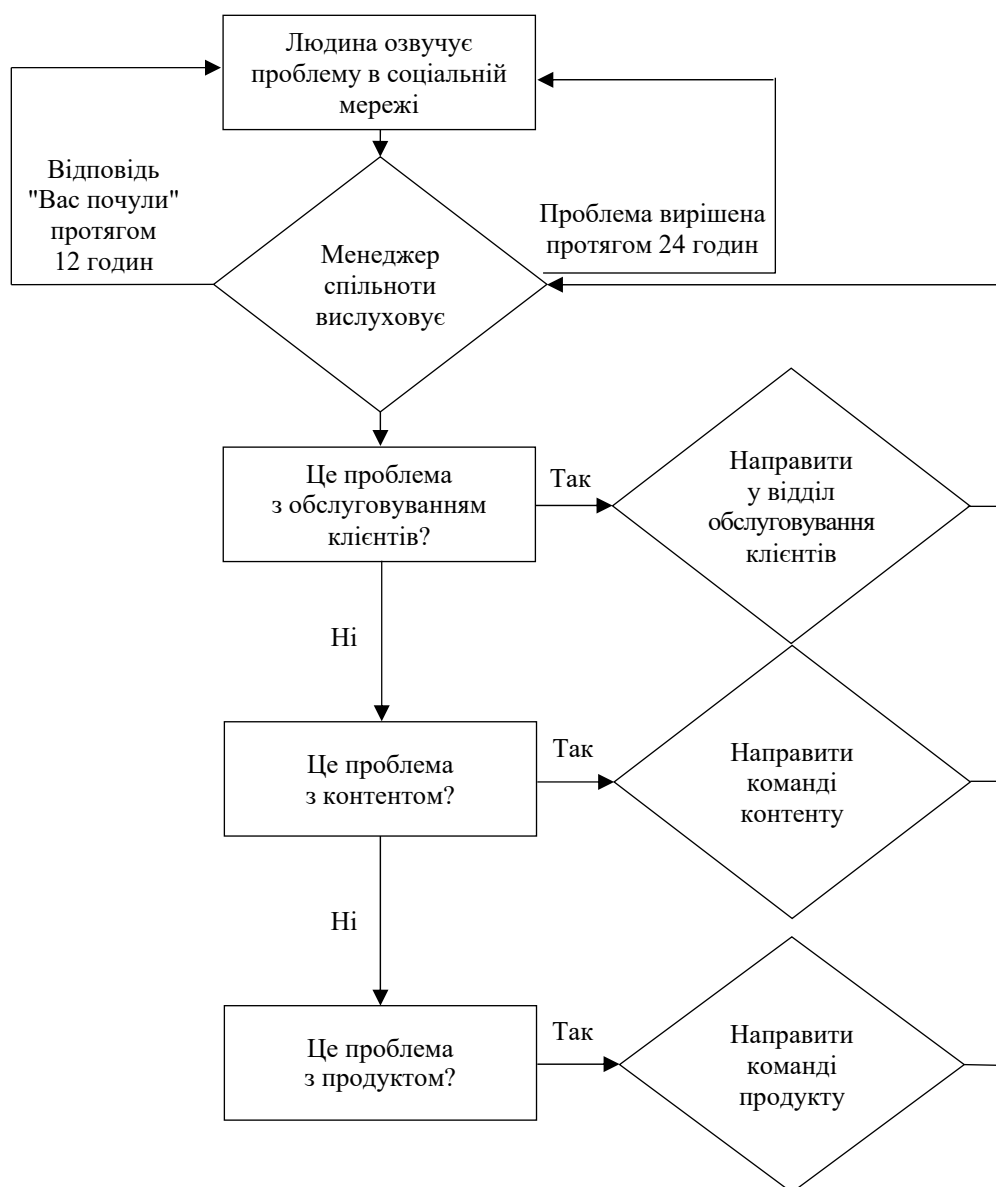 Людина озвучує
проблему в соціальній
мережі
Відповідь
"Вас почули"
протягом
12 годин
Проблема вирішена
протягом 24 годин
Менеджер
спільноти
вислуховує
Це проблема
з обслуговуванням
клієнтів?
Так
Направити
у відділ
обслуговування
клієнтів
Ні
Це проблема
з контентом?
Так
Направити
команді
контенту
Ні
Це проблема
з продуктом?
Так
Направити
команді
продукту